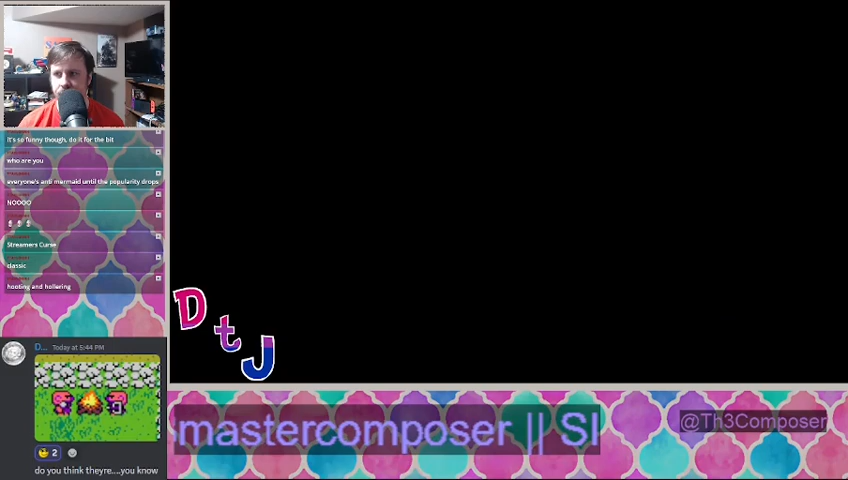 It's so funny though, do it for the bit
who are you
everyone's anti mermaid until the popularity drops
NOOOO
Streamers Curse
classic
hooting and hollering
D t J
D... Today at 5:44 PM
2
do you think theyre....you know
mastercomposer || SI
@Th3Composer